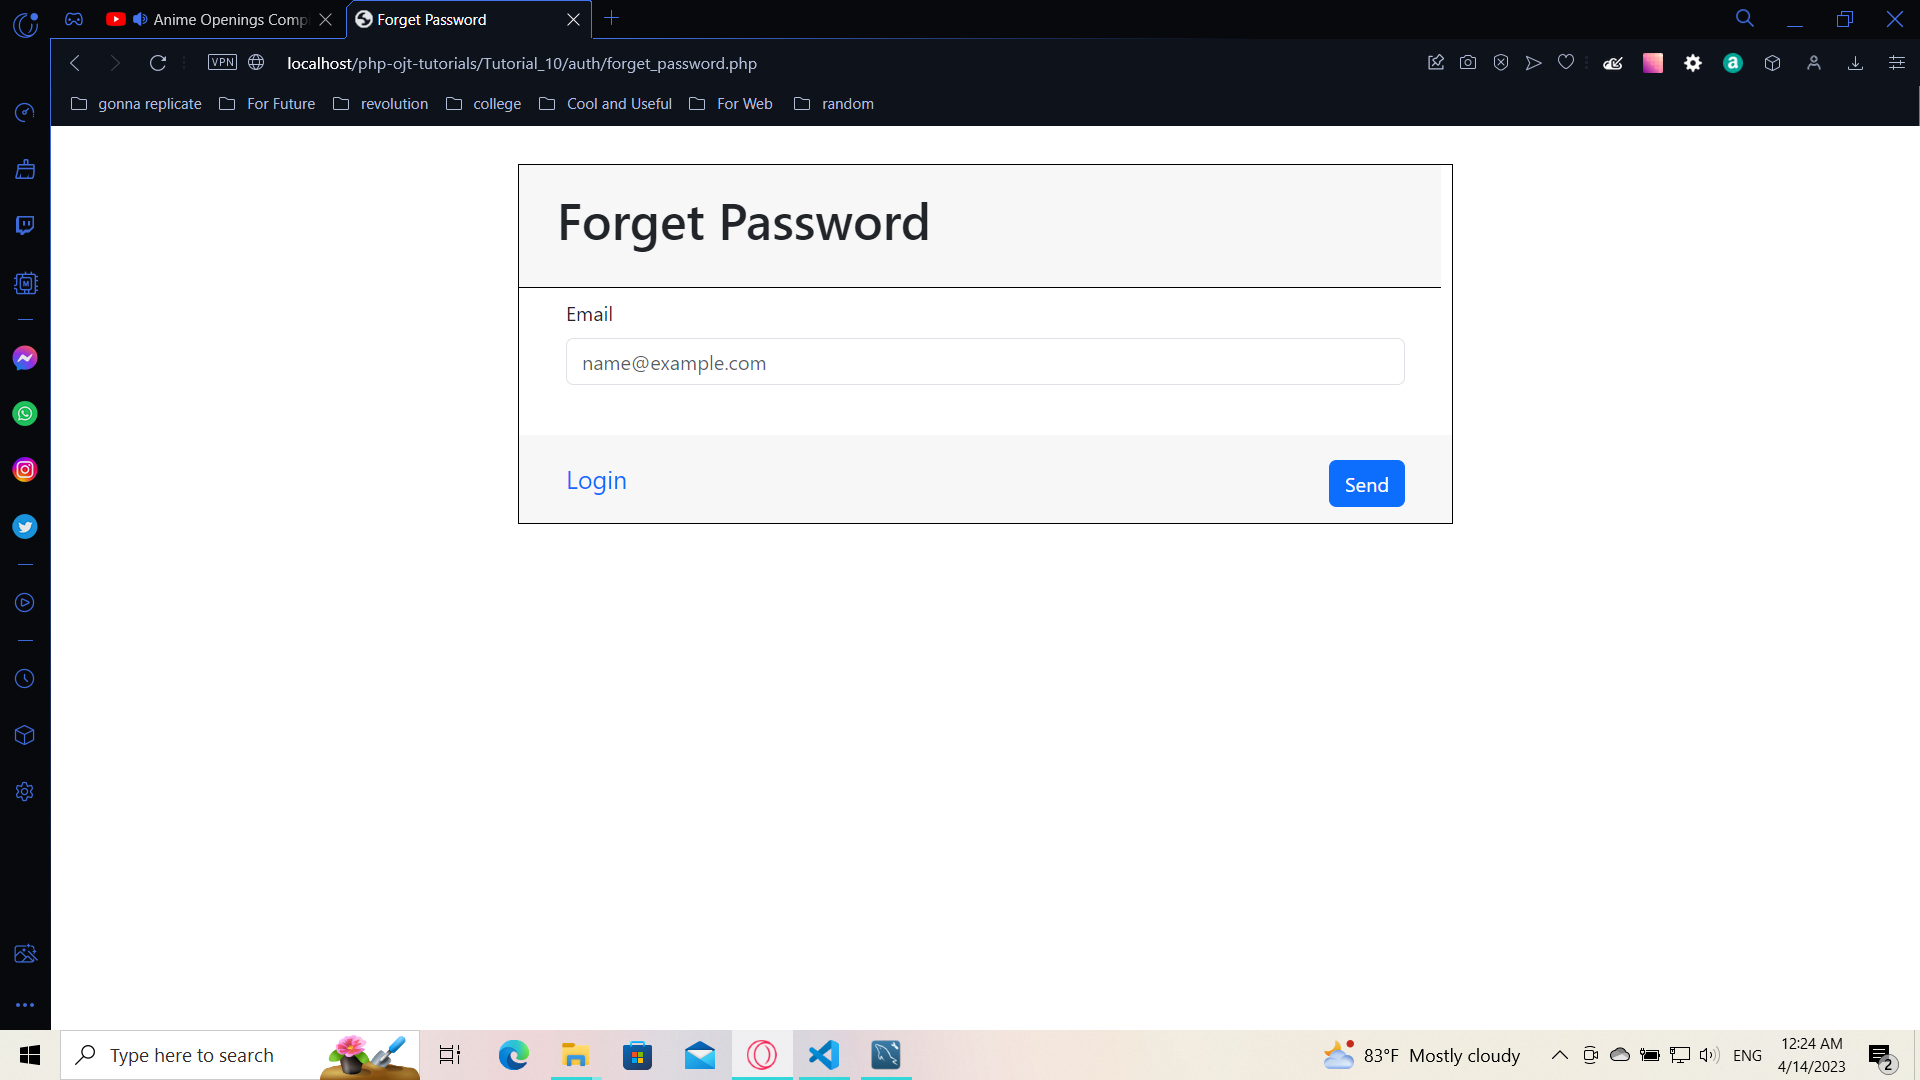 Anime Openings Comp
Forget Password
VPN
localhost/php-ojt-tutorials/Tutorial_10/auth/forget_password.php
gonna replicate
For Future
revolution
college
Cool and Useful
For Web
random
Forget Password
Email
name@example.com
Login
Send
Type here to search
83°F Mostly cloudy
ENG
12:24 AM
4/14/2023
2